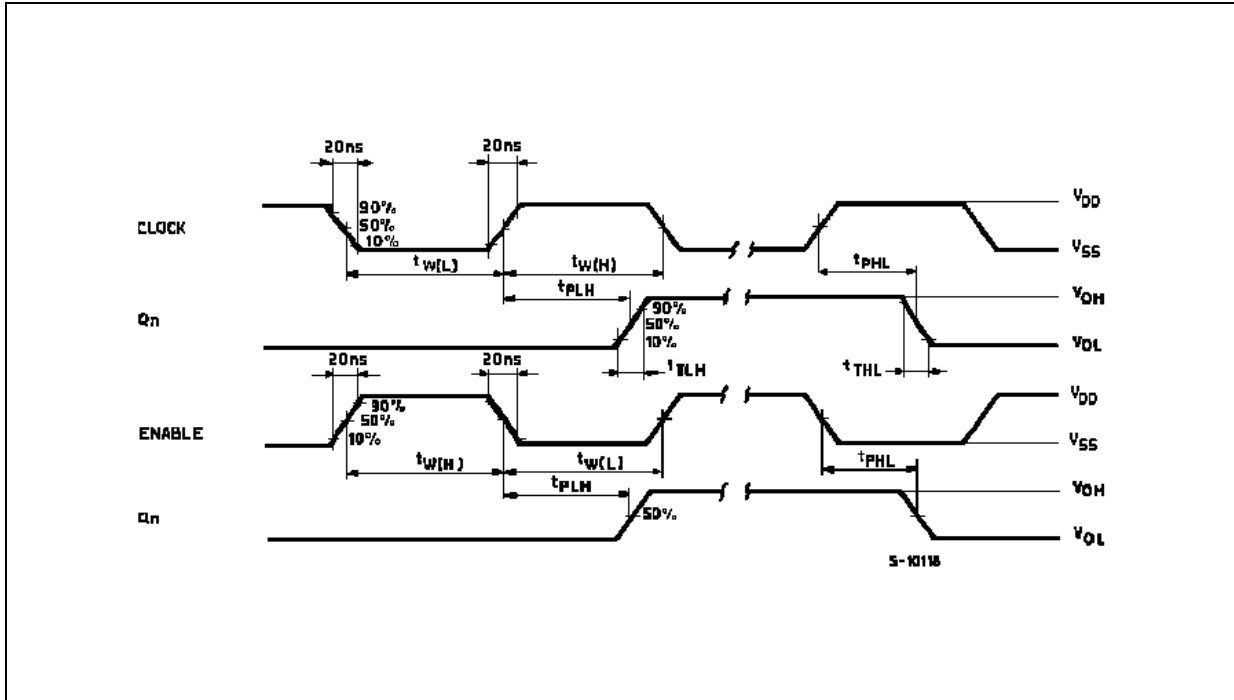 20ns 20ns
VDD
CLOCK 90% 50% 10%
VSS
tW(L) tW(H) tPHL
tPLH
VOH
Qn 90% 50% 10%
VOL
20ns 20ns tTLH tTHL
VDD
90% 50% 10%
ENABLE
VSS
tW(H) tW(L) tPHL
tPLH
VOH
Qn 50%
VOL
S-10118